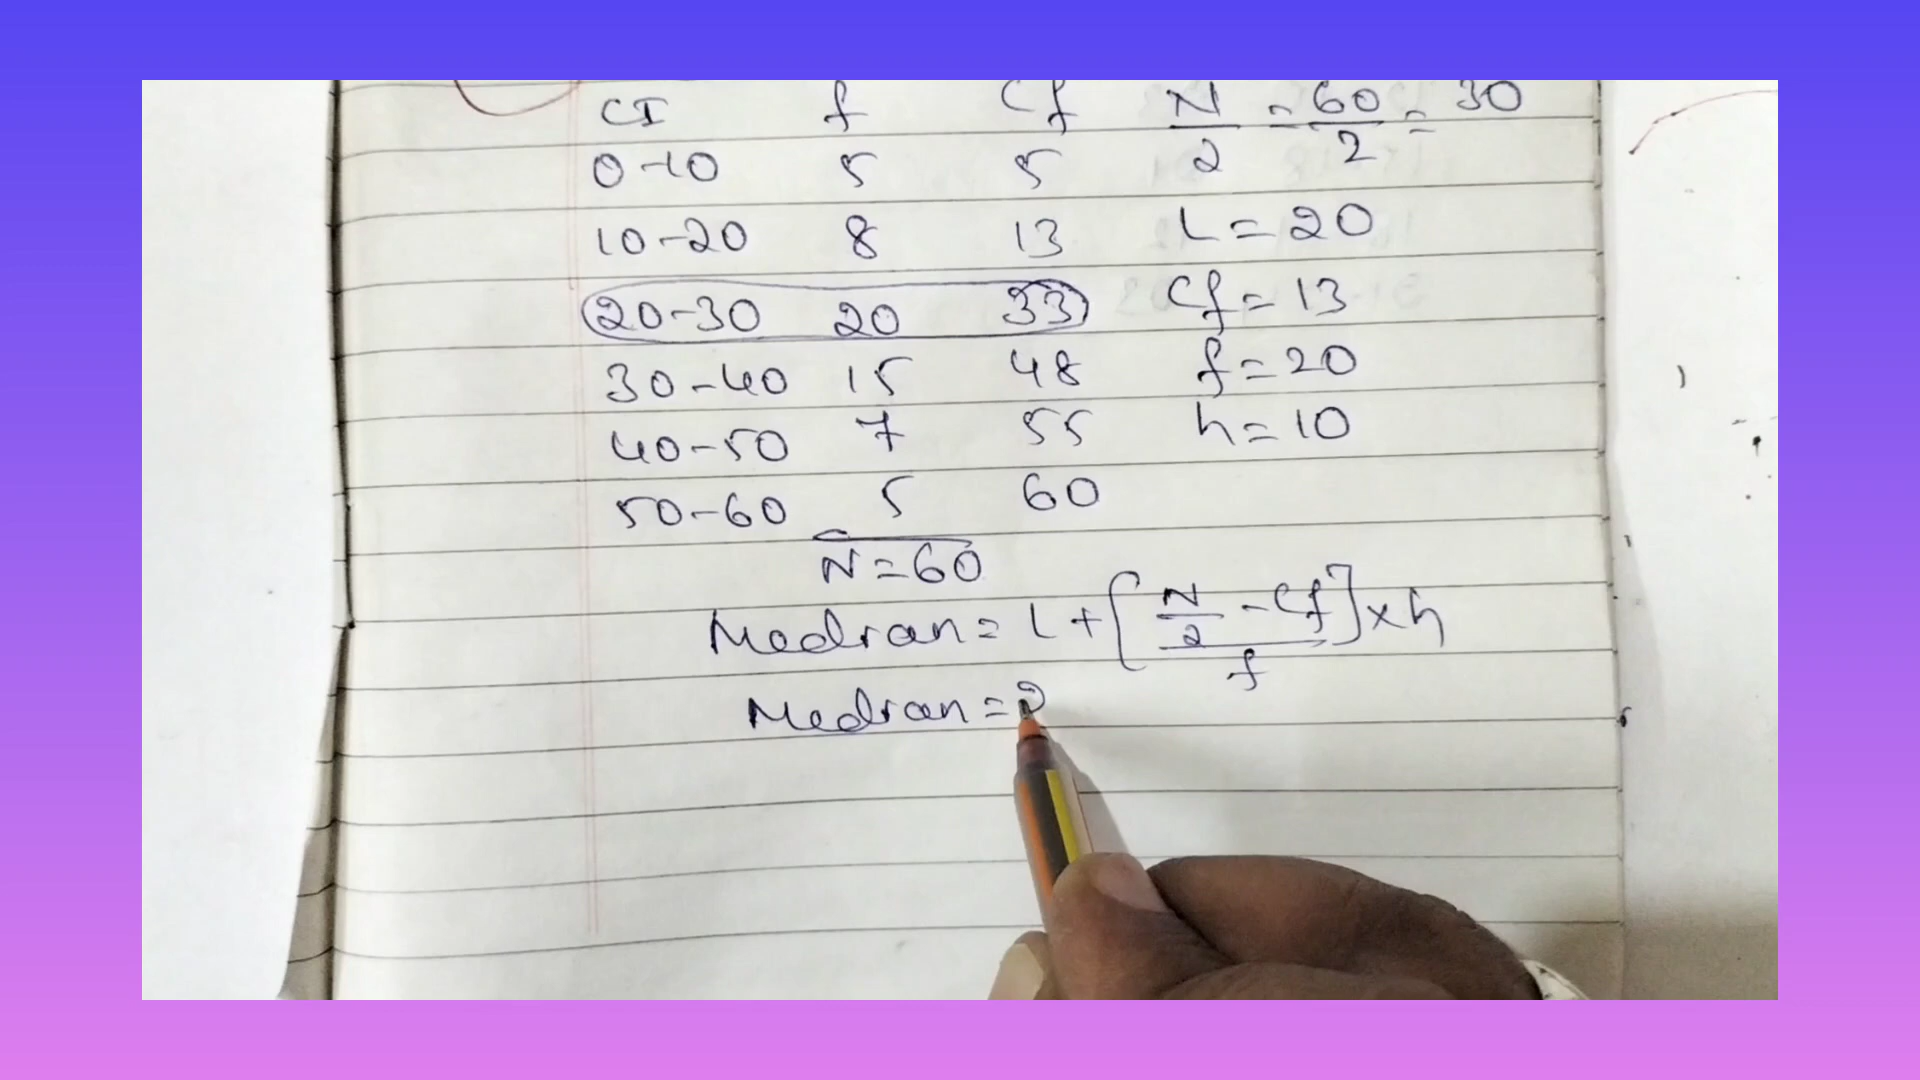 CI f Cf N/2 = 60/2 = 30
0-10 5 5
10-20 8 13 L = 20
20-30 20 33 Cf = 13
30-40 15 48 f = 20
40-50 7 55 h = 10
50-60 5 60
N = 60
Median = L + [N/2 - Cf / f] × h
Median = 2